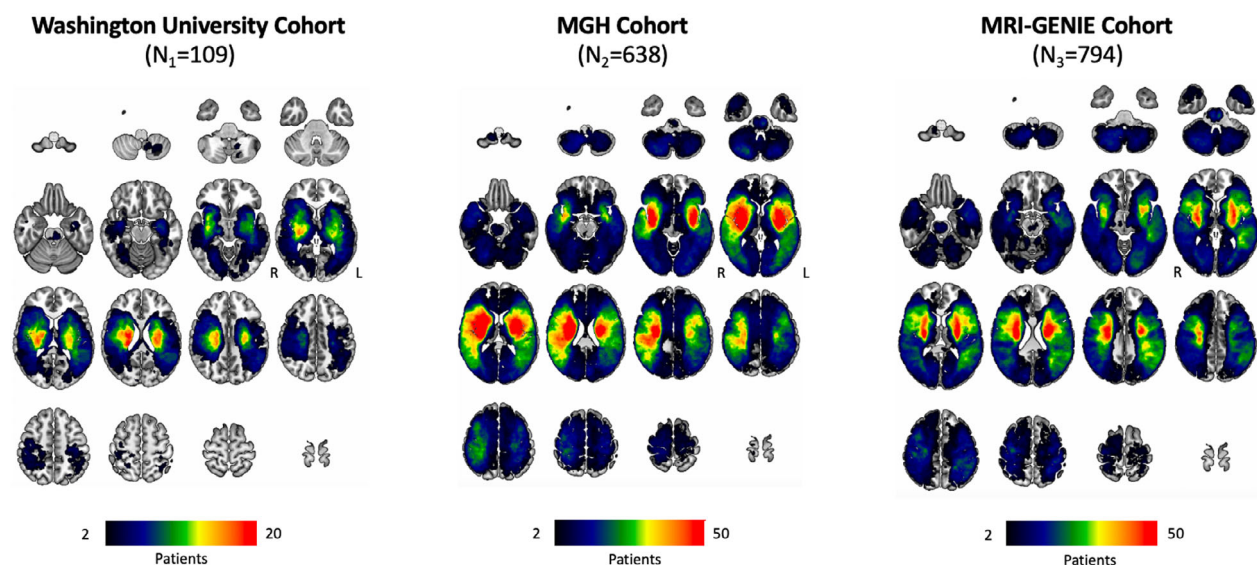 Washington University Cohort
(N₁=109)
MGH Cohort
(N₂=638)
MRI-GENIE Cohort
(N₃=794)
R
L
R
L
R
L
2
20
Patients
2
50
Patients
2
50
Patients